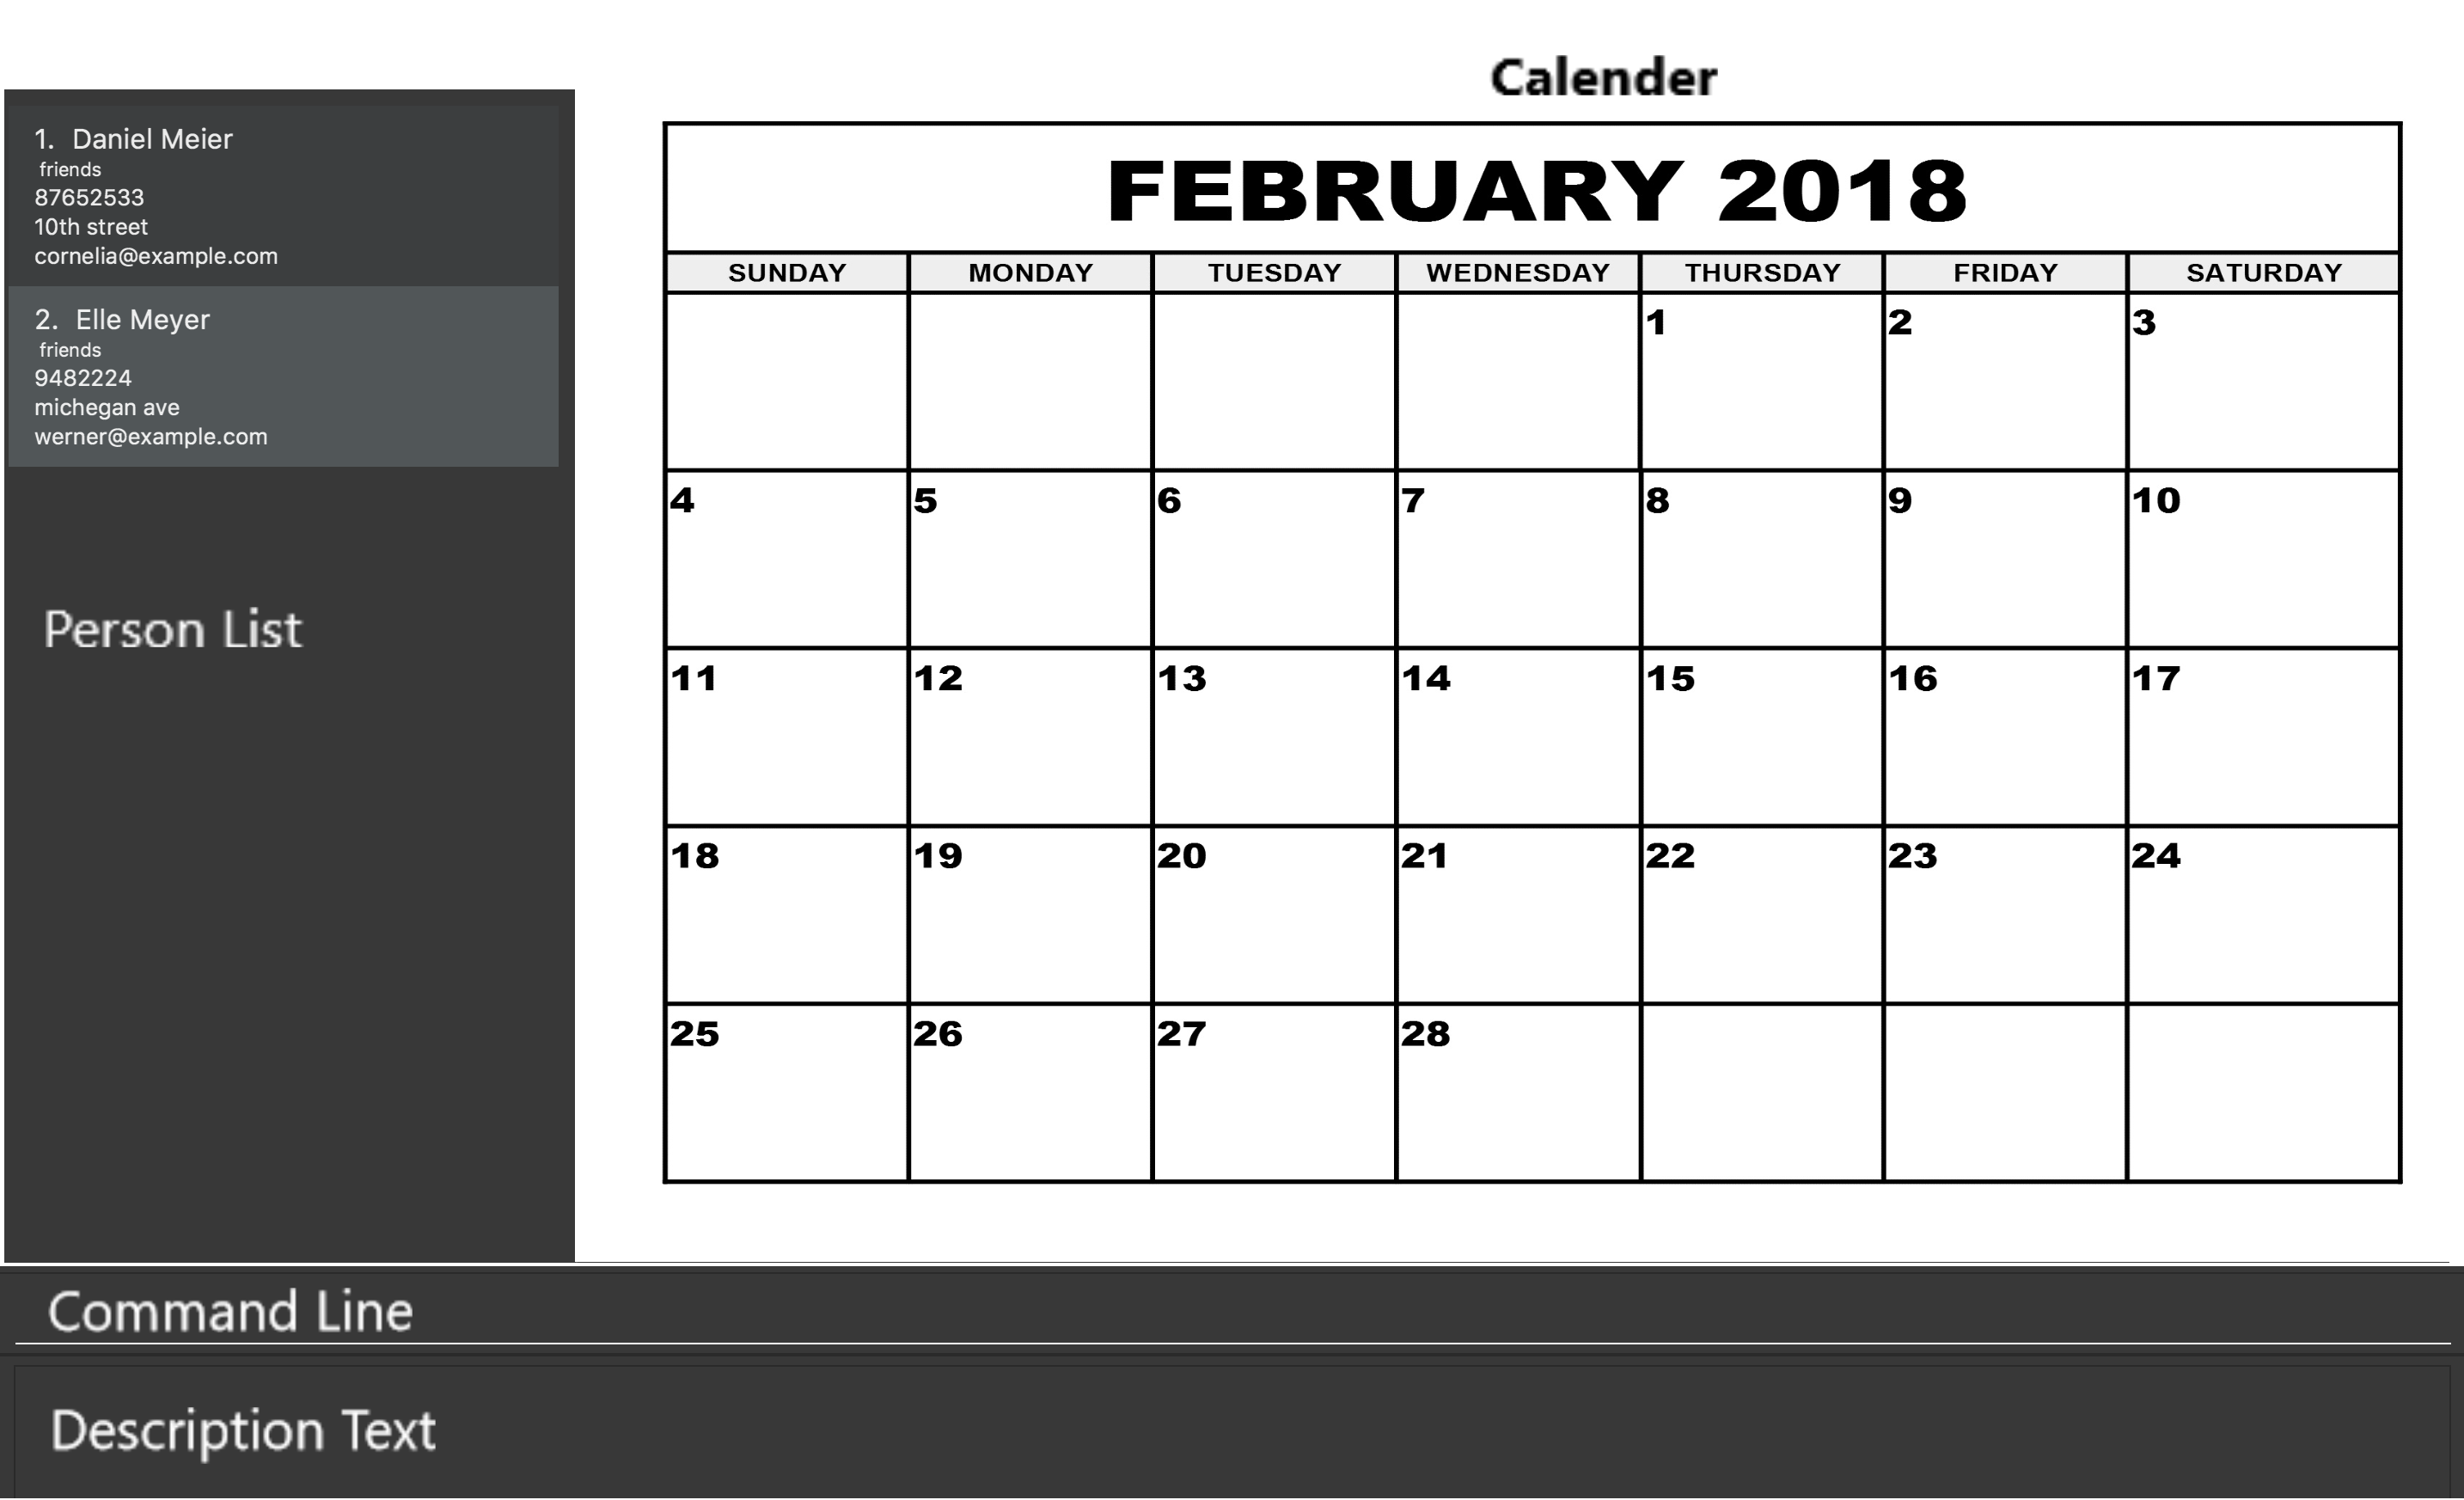 Calender
1. Daniel Meier
friends
87652533
10th street
cornelia@example.com
2. Elle Meyer
friends
9482224
michegan ave
werner@example.com
Person List
FEBRUARY 2018
SUNDAY MONDAY TUESDAY WEDNESDAY THURSDAY FRIDAY SATURDAY
1 2 3
4 5 6 7 8 9 10
11 12 13 14 15 16 17
18 19 20 21 22 23 24
25 26 27 28
Command Line
Description Text